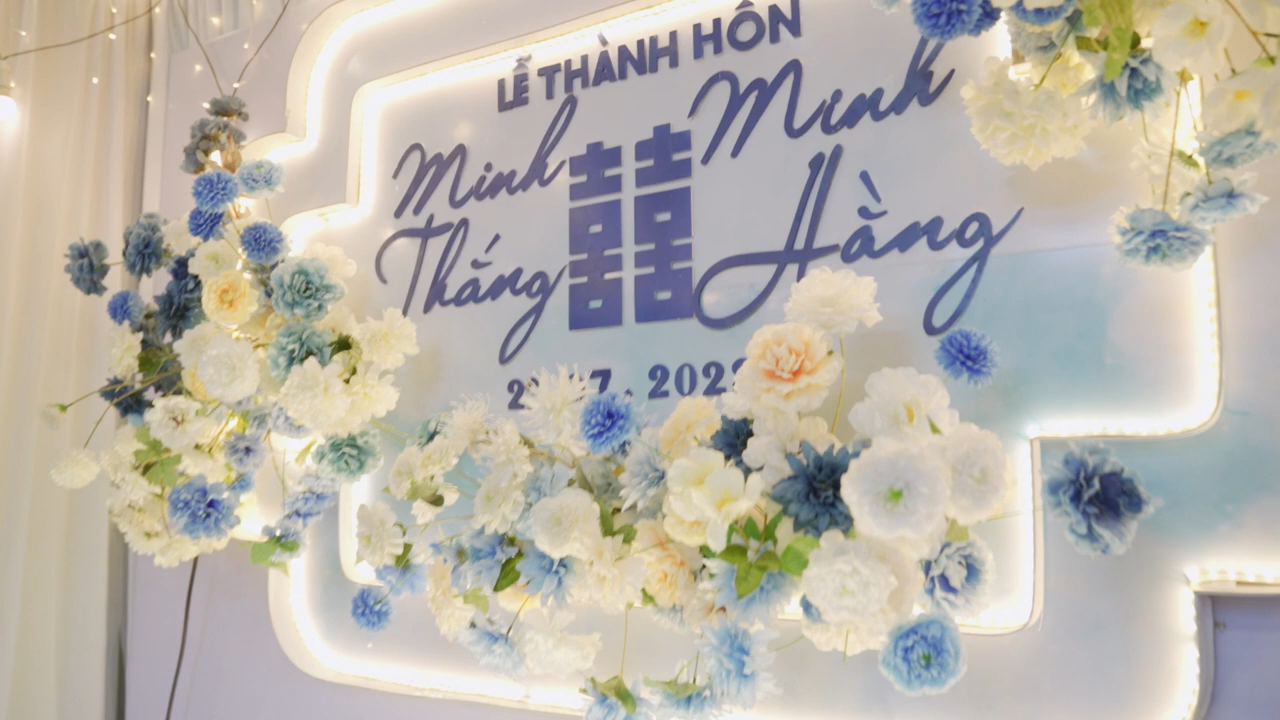 LỄ THÀNH HÔN
Minh Thắng
囍
Minh Hằng
7 . 202